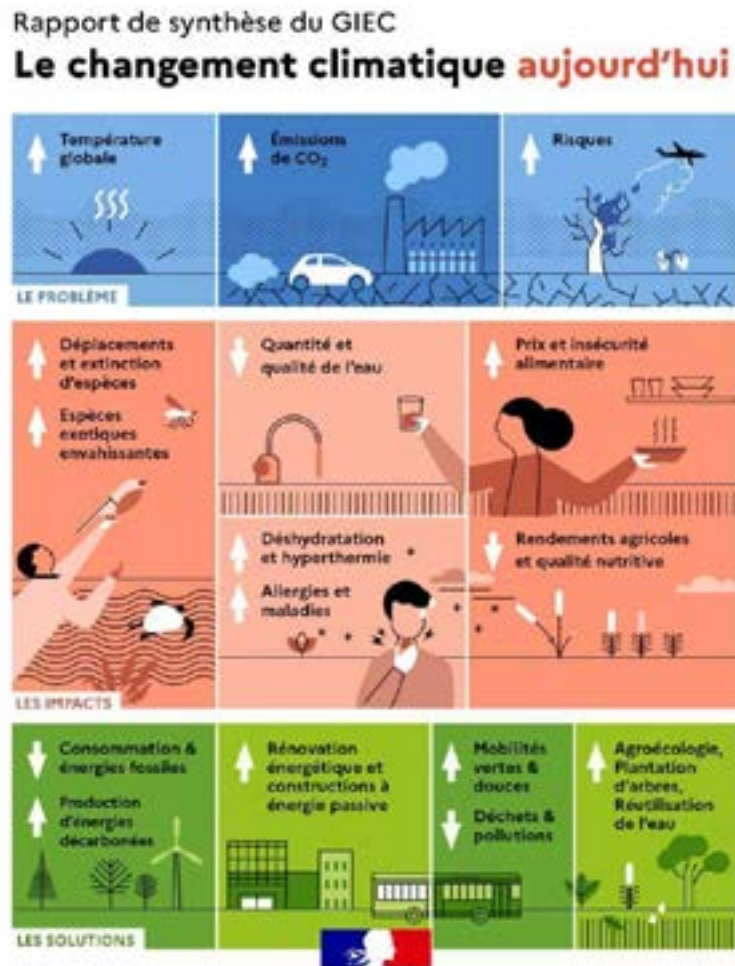 Rapport de synthèse du GIEC
Le changement climatique aujourd'hui
Température
globale
Émissions
de CO₂
Risques
LE PROBLÈME
Déplacements
et extinction
d'espèces
Espèces
exotiques
envahissantes
Quantité et
qualité de l'eau
Prix et insécurité
alimentaire
Déshydratation
et hyperthermie
Allergies et
maladies
Rendements agricoles
et qualité nutritive
LES IMPACTS
Consommation &
énergies fossiles
Production
d'énergies
décarbonées
Rénovation
énergétique et
constructions à
énergie passive
Mobilités
vertes &
douces
Déchets &
pollutions
Agroécologie,
Plantation
d'arbres,
Réutilisation
de l'eau
LES SOLUTIONS